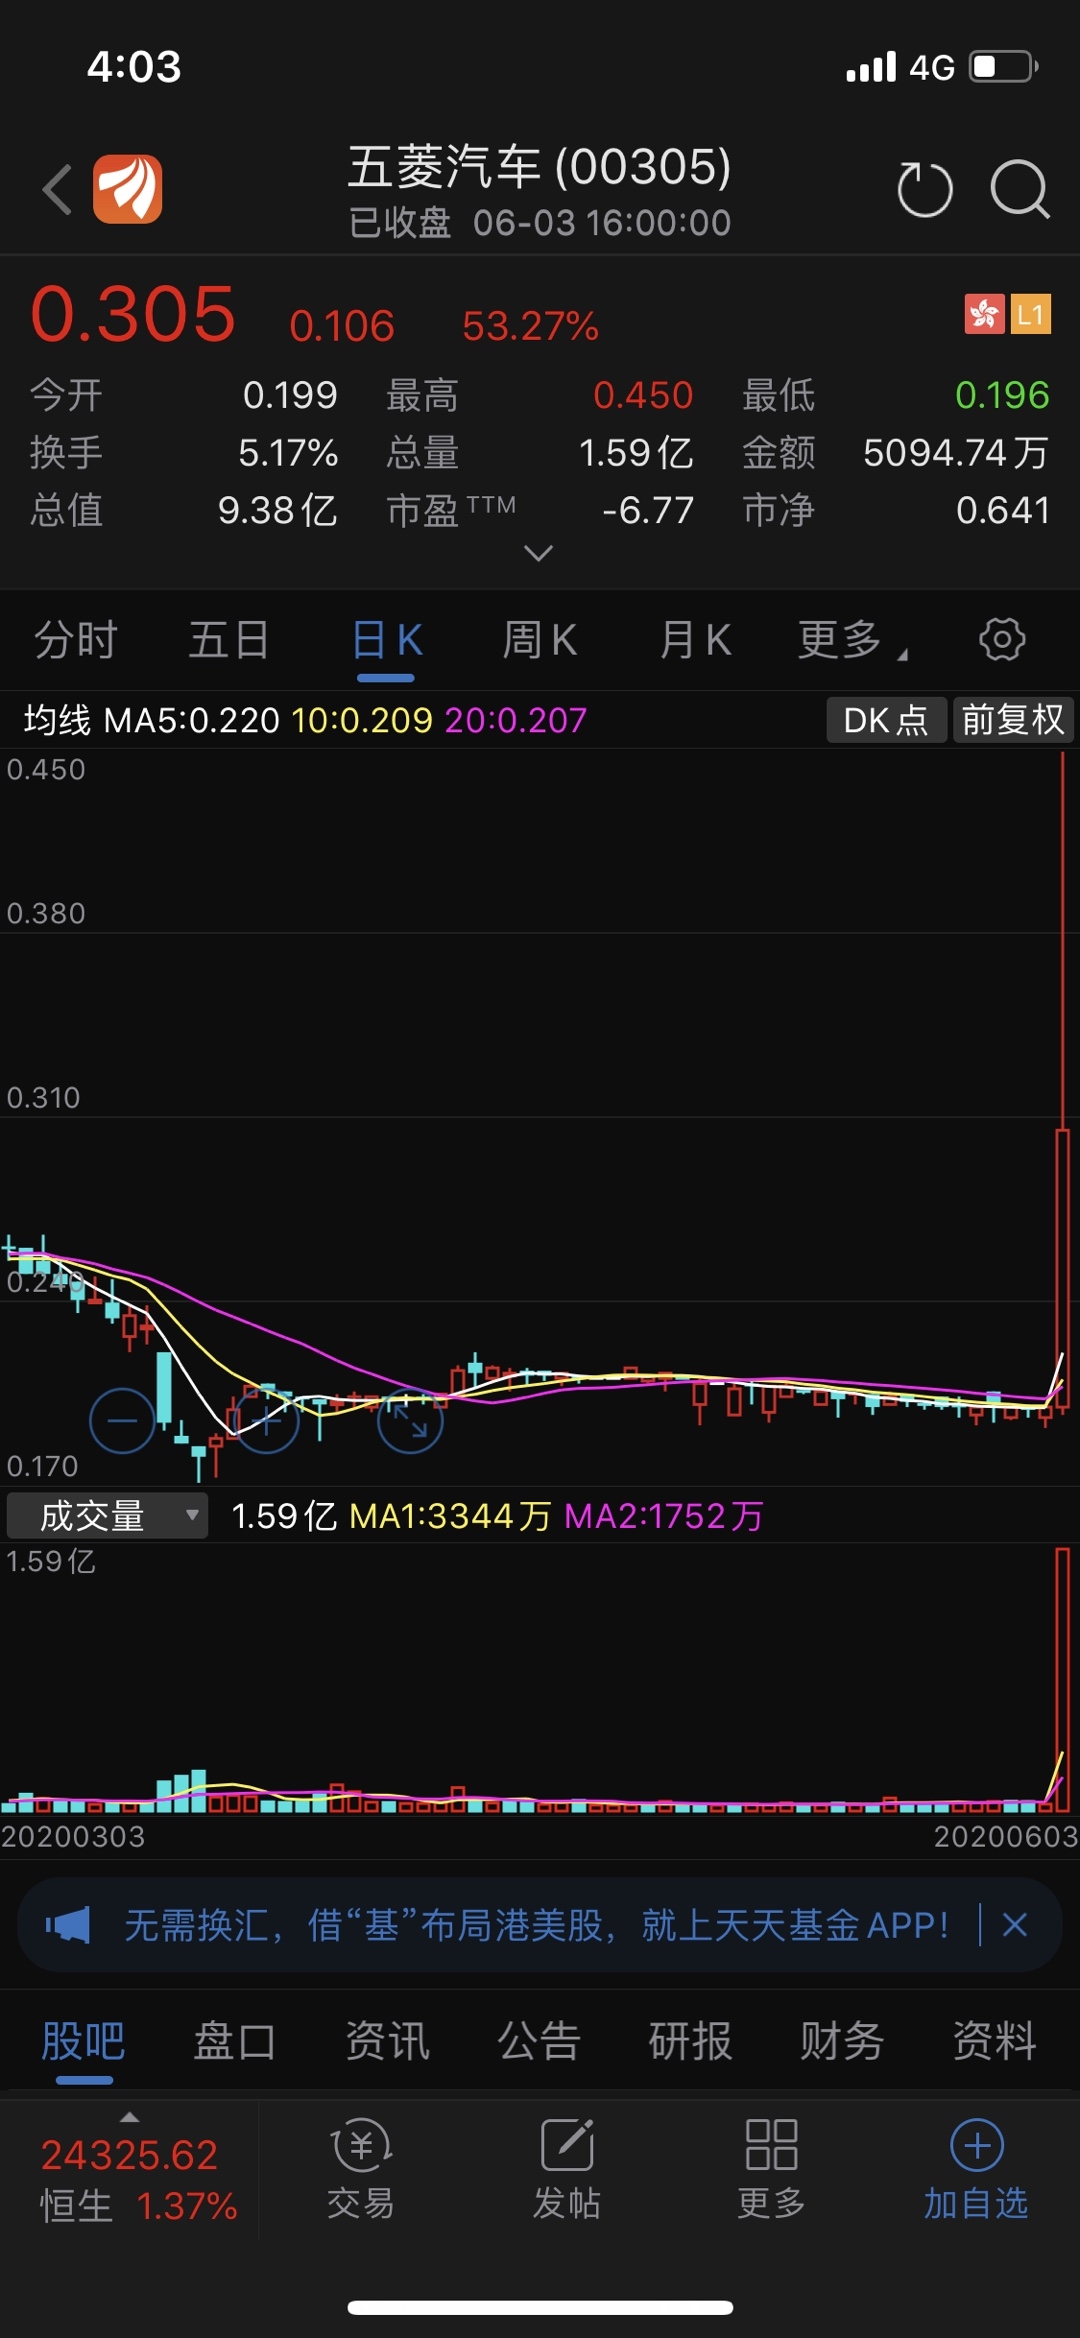 4:03 4G
五菱汽车 (00305)
已收盘 06-03 16:00:00
0.305 0.106 53.27% L1
今开 0.199 最高 0.450 最低 0.196
换手 5.17% 总量 1.59亿 金额 5094.74万
总值 9.38亿 市盈TTM -6.77 市净 0.641
分时 五日 日K 周K 月K 更多
均线 MA5:0.220 10:0.209 20:0.207 DK点 前复权
0.450
0.380
0.310
0.240
0.170
成交量 1.59亿 MA1:3344万 MA2:1752万
1.59亿
20200303 20200603
无需换汇，借“基”布局港美股，就上天天基金APP！
股吧 盘口 资讯 公告 研报 财务 资料
24325.62
恒生 1.37% 交易 发帖 更多 加自选